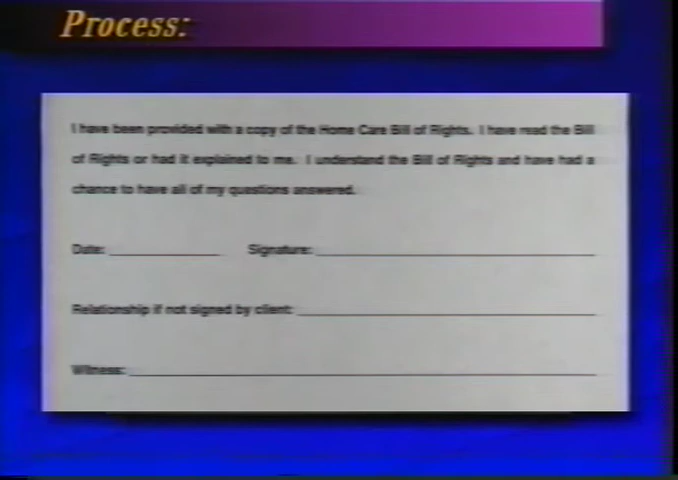 Process:
I have been provided with a copy of the Home Care Bill of Rights. I have read the Bill
of Rights or had it explained to me. I understand the Bill of Rights and have had a
chance to have all of my questions answered.
Date: Signature:
Relationship if not signed by client:
Witness: